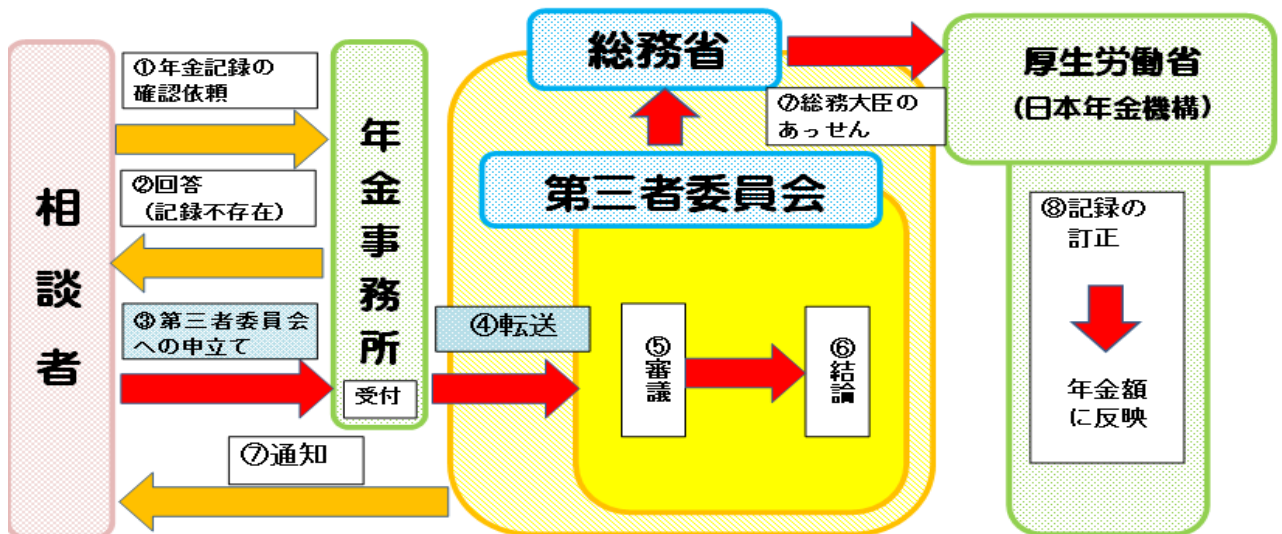 相談者
①年金記録の
確認依頼
②回答
(記録不存在)
③第三者委員会
への申立て
年金事務所
受付
④転送
総務省
第三者委員会
⑤審議
⑥結論
⑦通知
⑦総務大臣の
あっせん
厚生労働省
(日本年金機構)
⑧記録の
訂正
年金額
に反映